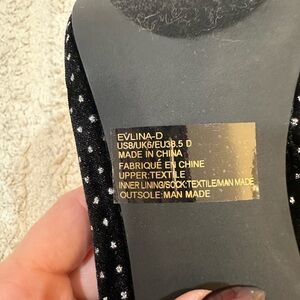 EVLINA-D
US8/UK6/EU38.5 D
MADE IN CHINA
FABRIQUÉ EN CHINE
UPPER:TEXTILE
INNER LINING/SOCK:TEXTILE/MAN MADE
OUTSOLE:MAN MADE